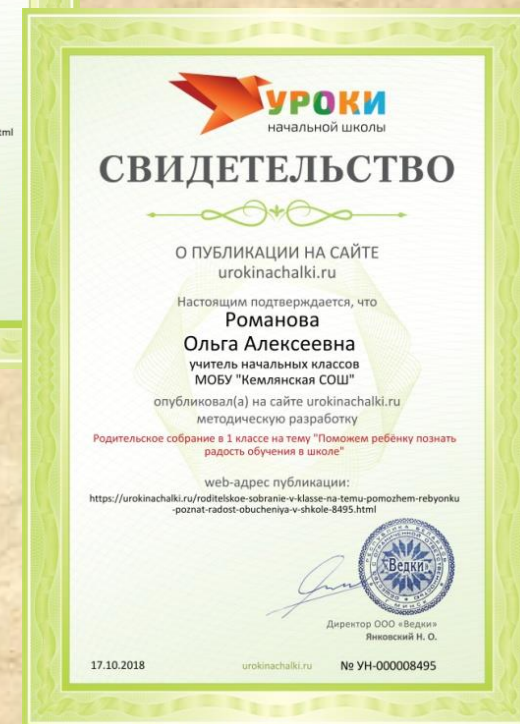 tml
УРОКИ
начальной школы
СВИДЕТЕЛЬСТВО
О ПУБЛИКАЦИИ НА САЙТЕ
urokinachalki.ru
Настоящим подтверждается, что
Романова
Ольга Алексеевна
учитель начальных классов
МОБУ "Кемлянская СОШ"
опубликовал(а) на сайте urokinachalki.ru
методическую разработку
Родительское собрание в 1 классе на тему "Поможем ребёнку познать
радость обучения в школе"
web-адрес публикации:
https://urokinachalki.ru/roditelskoe-sobranie-v-klasse-na-temu-pomozhem-rebyonku
-poznat-radost-obucheniya-v-shkole-8495.html
Ведки
Директор ООО «Ведки»
Янковский Н. О.
17.10.2018
urokinachalki.ru
№ УН-000008495